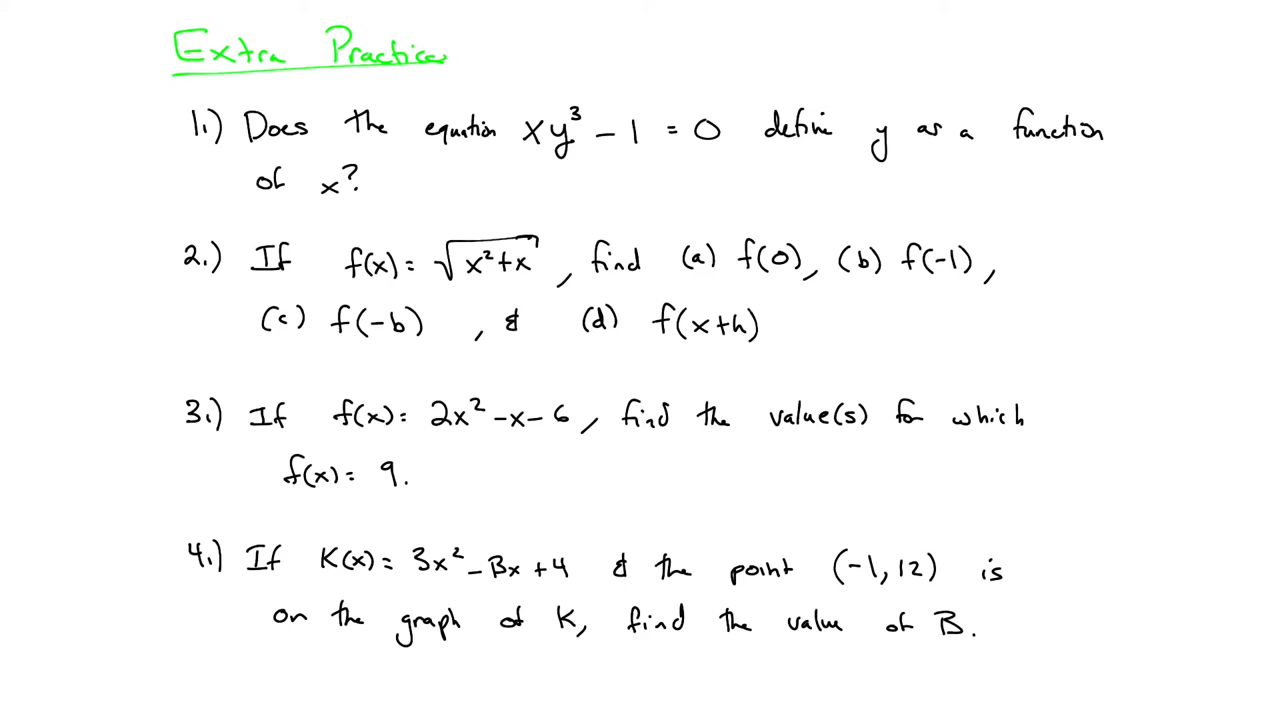 Extra Practice
1.) Does the equation xy³ - 1 = 0 define y as a function
of x?
2.) If f(x) = √(x²+x) , find (a) f(0), (b) f(-1),
(c) f(-b) , & (d) f(x+h)
3.) If f(x) = 2x² - x - 6, find the value(s) for which
f(x) = 9.
4.) If K(x) = 3x² - Bx + 4 & the point (-1, 12) is
on the graph of K, find the value of B.